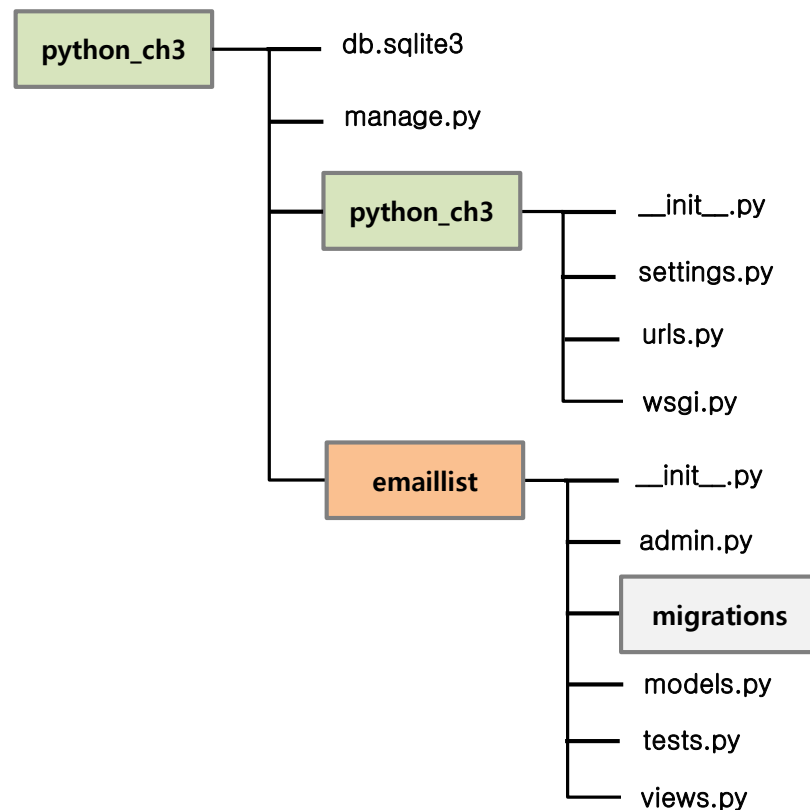 python_ch3
db.sqlite3
manage.py
python_ch3
__init__.py
settings.py
urls.py
wsgi.py
emaillist
__init__.py
admin.py
migrations
models.py
tests.py
views.py